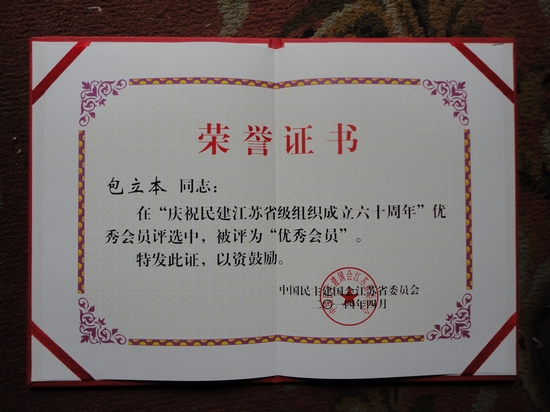 荣誉证书
包立本 同志：
在“庆祝民建江苏省级组织成立六十周年”优
秀会员评选中，被评为“优秀会员”。
特发此证，以资鼓励。
中国民主建国会江苏省委员会
二〇一四年四月